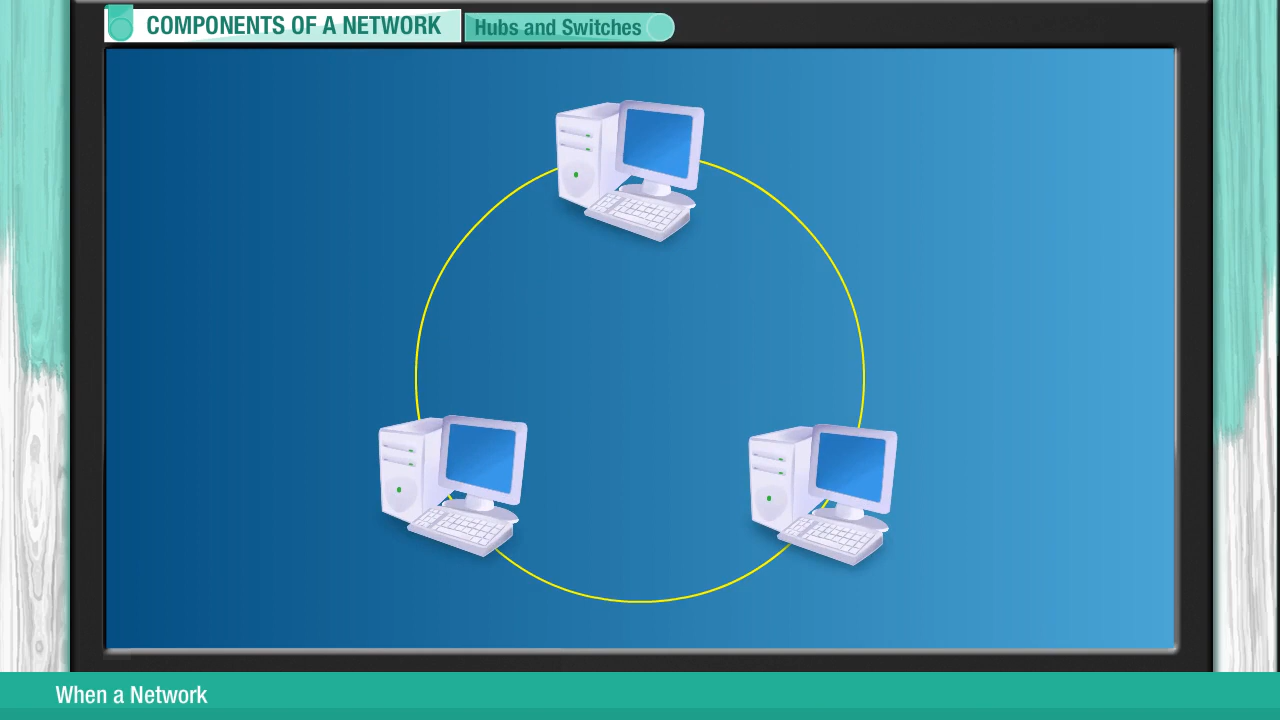 COMPONENTS OF A NETWORK
Hubs and Switches
When a Network